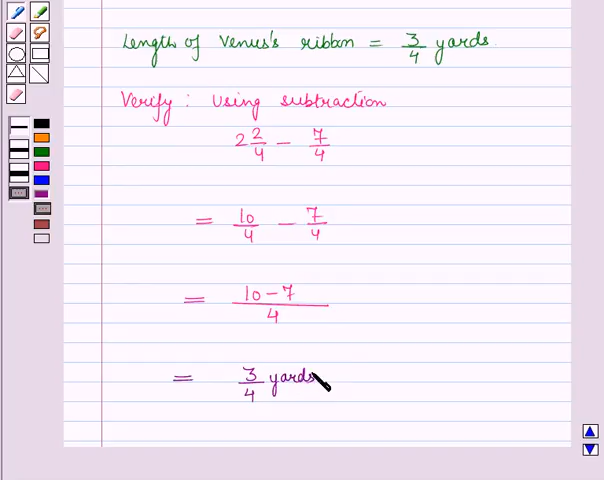 Length of Venus's ribbon = 3/4 yards.
Verify: Using subtraction
2 2/4 - 7/4
= 10/4 - 7/4
= 10-7/4
= 3/4 yards